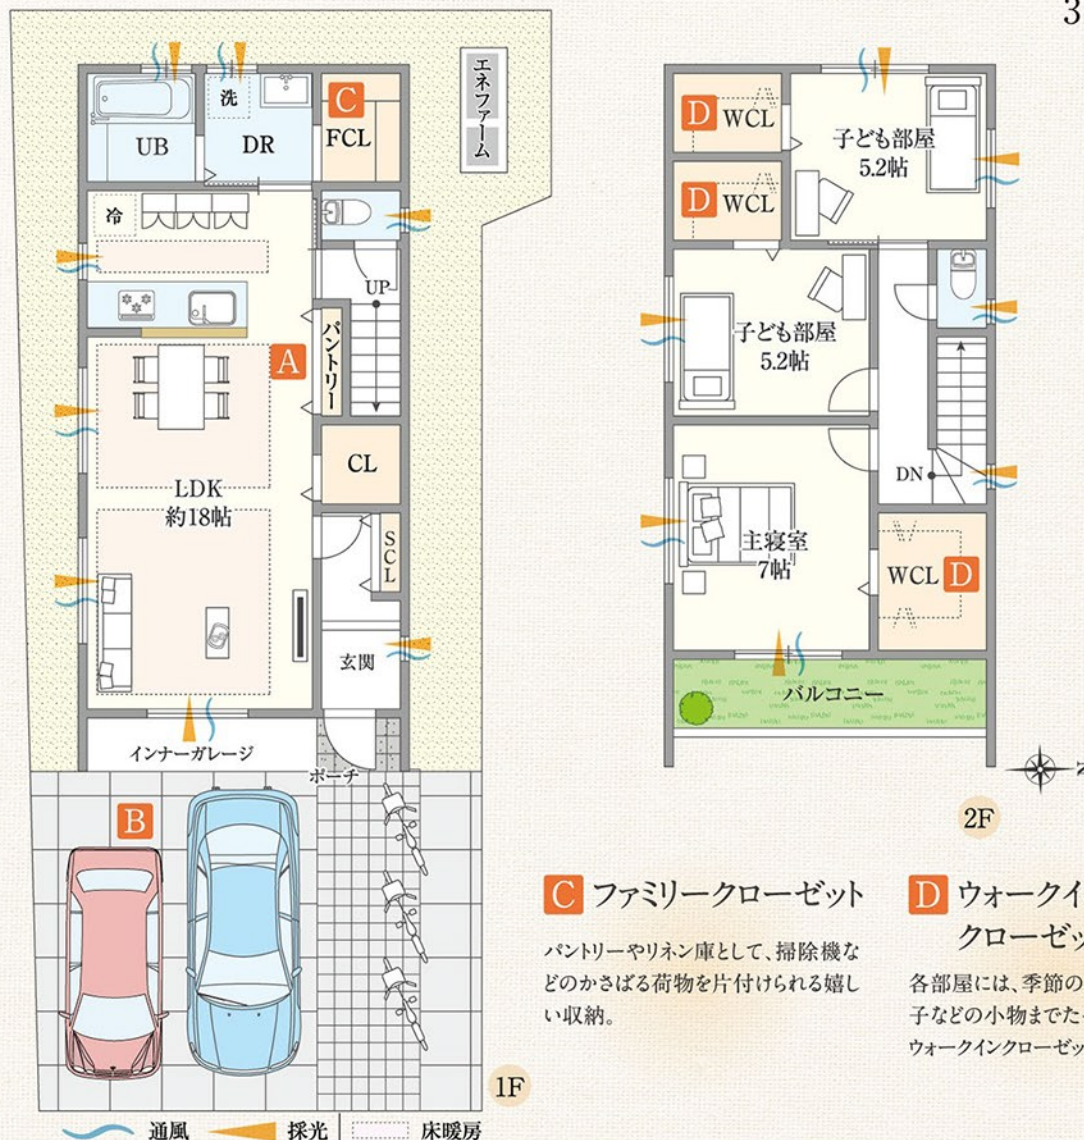 3
エネファーム
C
FCL
洗
UB
DR
冷
UP
パントリー
A
CL
LDK
約18帖
SCL
玄関
インナーガレージ
ポーチ
B
1F
通風
採光
床暖房
D WCL
子ども部屋
5.2帖
D WCL
子ども部屋
5.2帖
DN
主寝室
7帖
WCL D
バルコニー
2F
C ファミリークローゼット
パントリーやリネン庫として、掃除機な
どのかさばる荷物を片付けられる嬉し
い収納。
D ウォークイ
クローゼッ
各部屋には、季節の
子などの小物までた
ウォークインクローゼッ